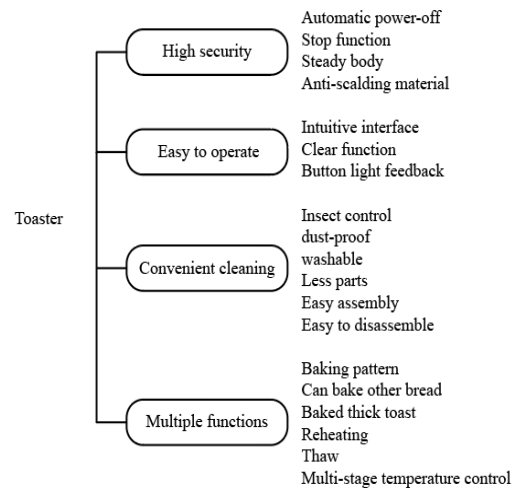 Toaster
High security
Automatic power-off
Stop function
Steady body
Anti-scalding material
Easy to operate
Intuitive interface
Clear function
Button light feedback
Convenient cleaning
Insect control
dust-proof
washable
Less parts
Easy assembly
Easy to disassemble
Multiple functions
Baking pattern
Can bake other bread
Baked thick toast
Reheating
Thaw
Multi-stage temperature control